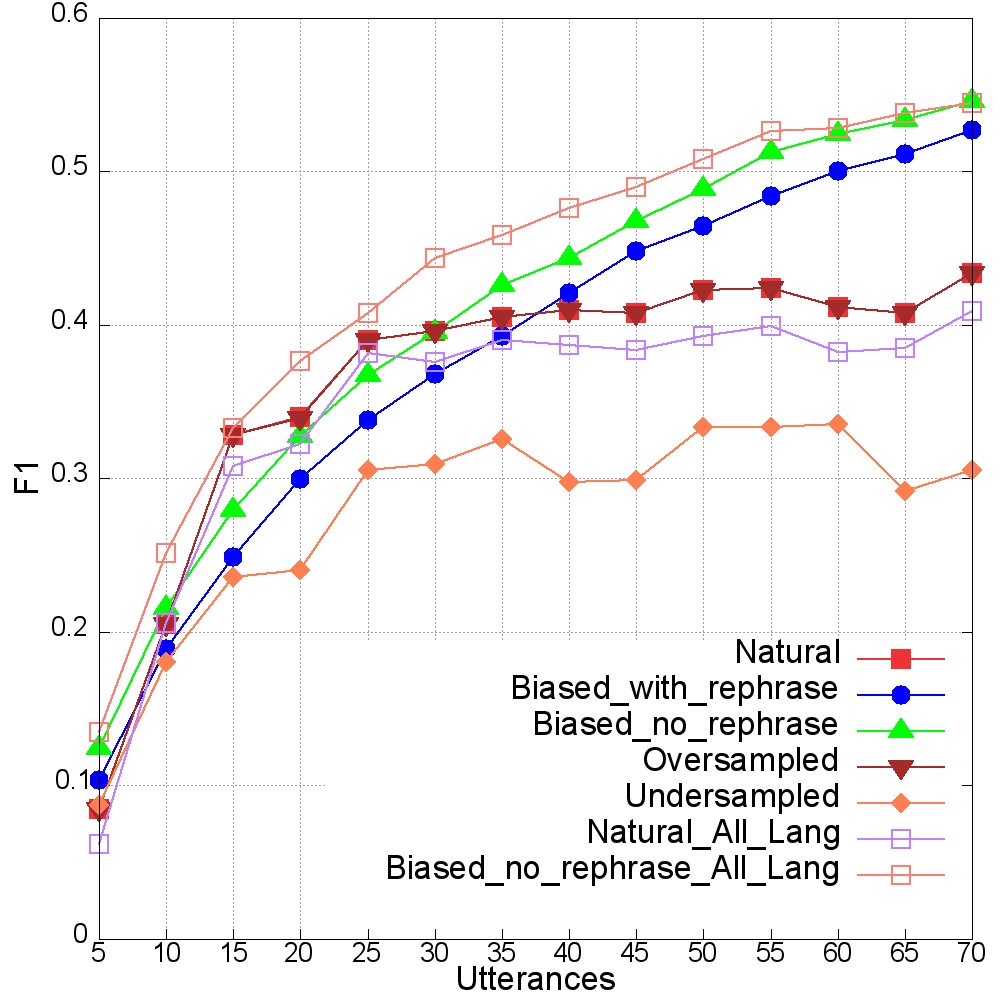 0.6
0.5
0.4
0.3
0.2
0.1
0
F1
Natural
Biased_with_rephrase
Biased_no_rephrase
Oversampled
Undersampled
Natural_All_Lang
Biased_no_rephrase_All_Lang
5 10 15 20 25 30 35 40 45 50 55 60 65 70
Utterances